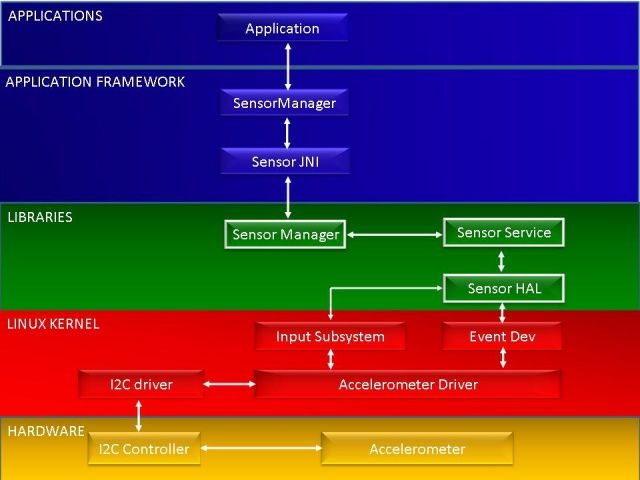 APPLICATIONS
Application
APPLICATION FRAMEWORK
SensorManager
Sensor JNI
LIBRARIES
Sensor Manager
Sensor Service
Sensor HAL
LINUX KERNEL
Input Subsystem
Event Dev
I2C driver
Accelerometer Driver
HARDWARE
I2C Controller
Accelerometer